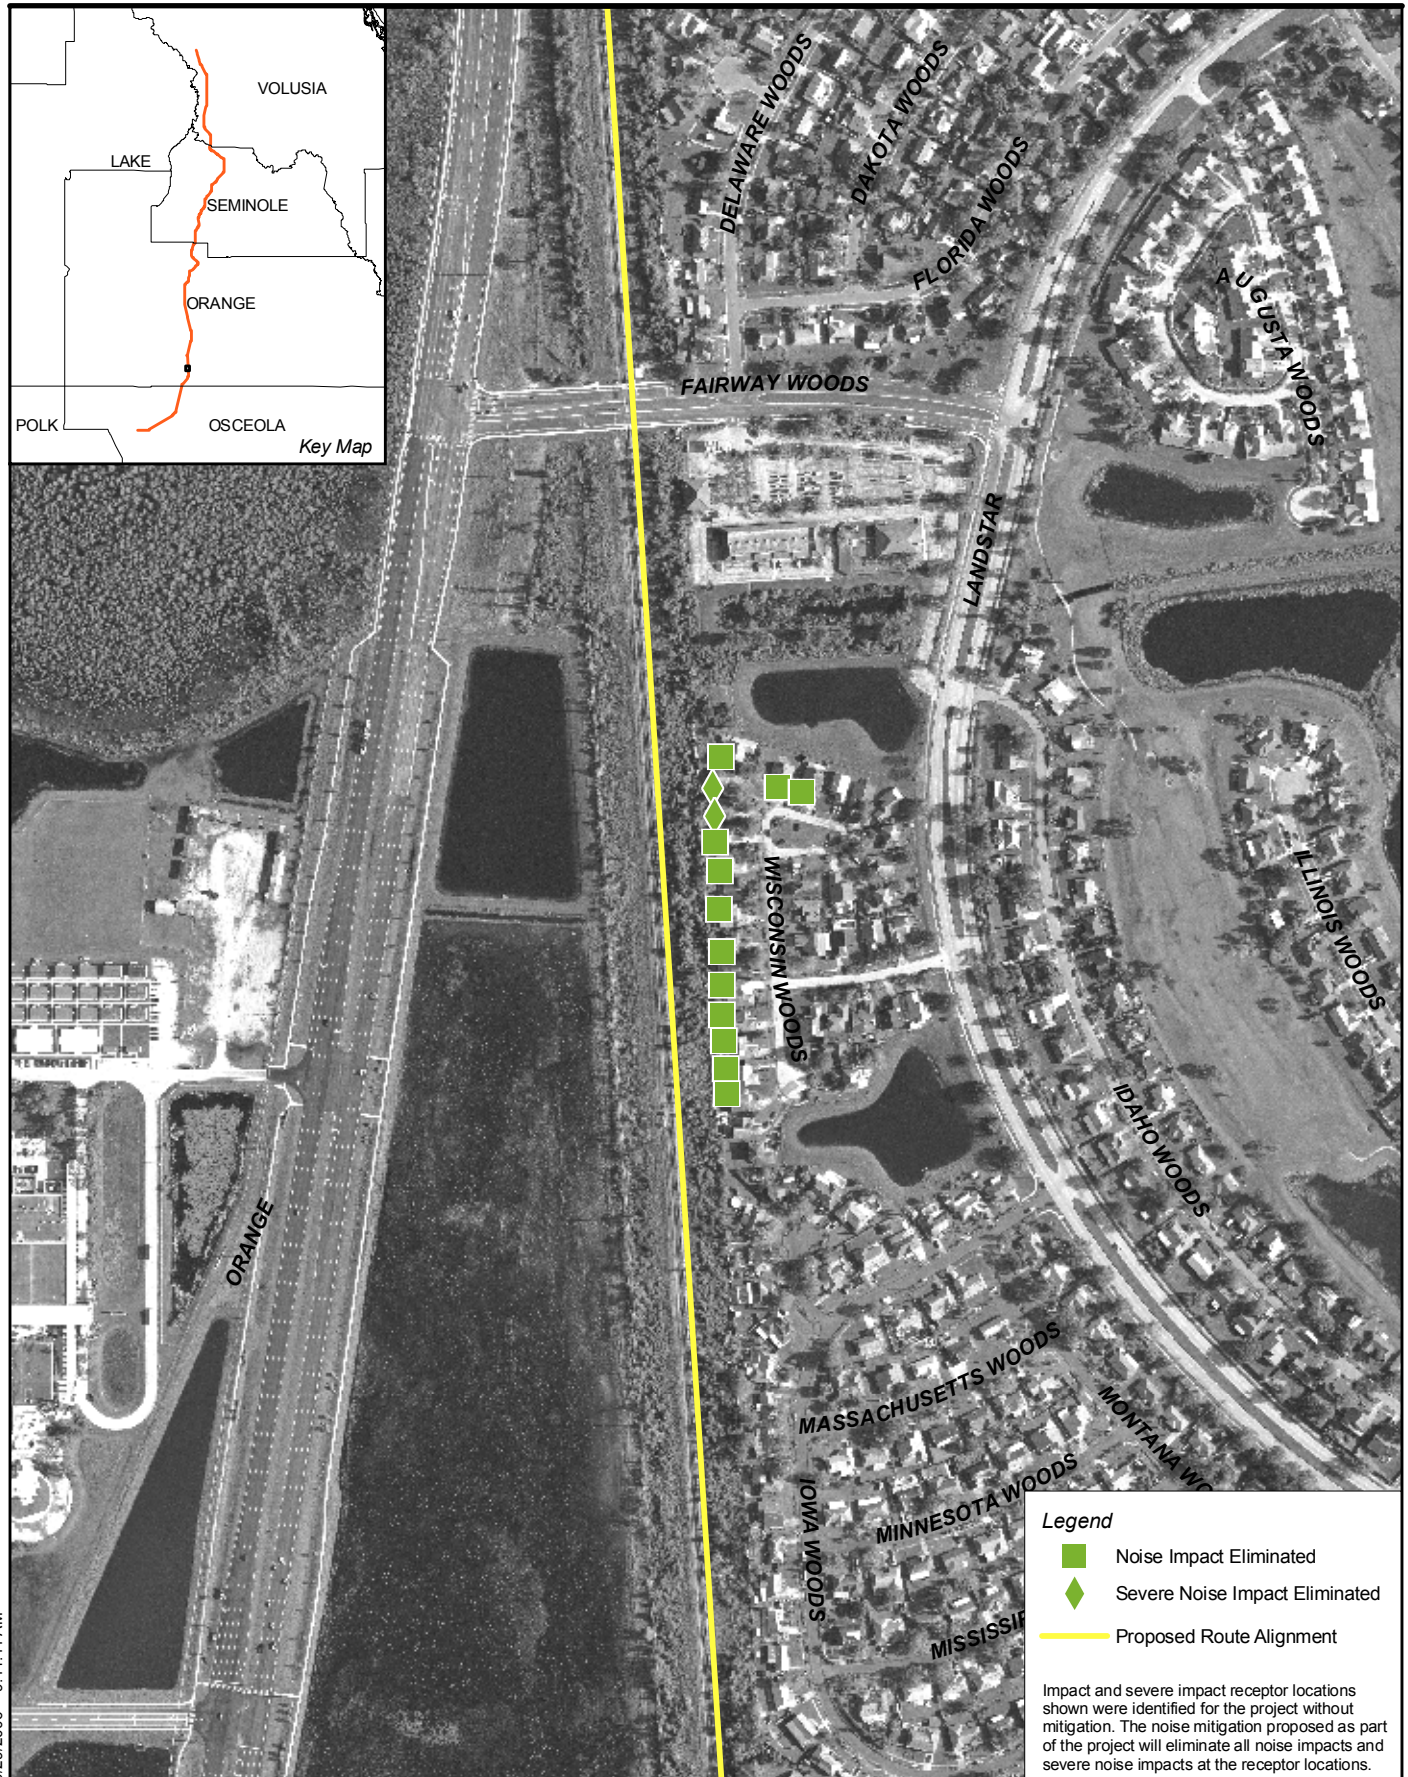 VOLUSIA
LAKE
SEMINOLE
ORANGE
POLK
OSCEOLA
Key Map
DELAWARE WOODS
DAKOTA WOODS
FLORIDA WOODS
AUGUSTA WOODS
FAIRWAY WOODS
LANDSTAR
WISCONSIN WOODS
ILLINOIS WOODS
IDAHO WOODS
ORANGE
MASSACHUSETTS WOODS
MONTANA WO
MINNESOTA WOODS
IOWA WOODS
MISSISSIP
Legend
Noise Impact Eliminated
Severe Noise Impact Eliminated
Proposed Route Alignment
Impact and severe impact receptor locations
shown were identified for the project without
mitigation. The noise mitigation proposed as part
of the project will eliminate all noise impacts and
severe noise impacts at the receptor locations.